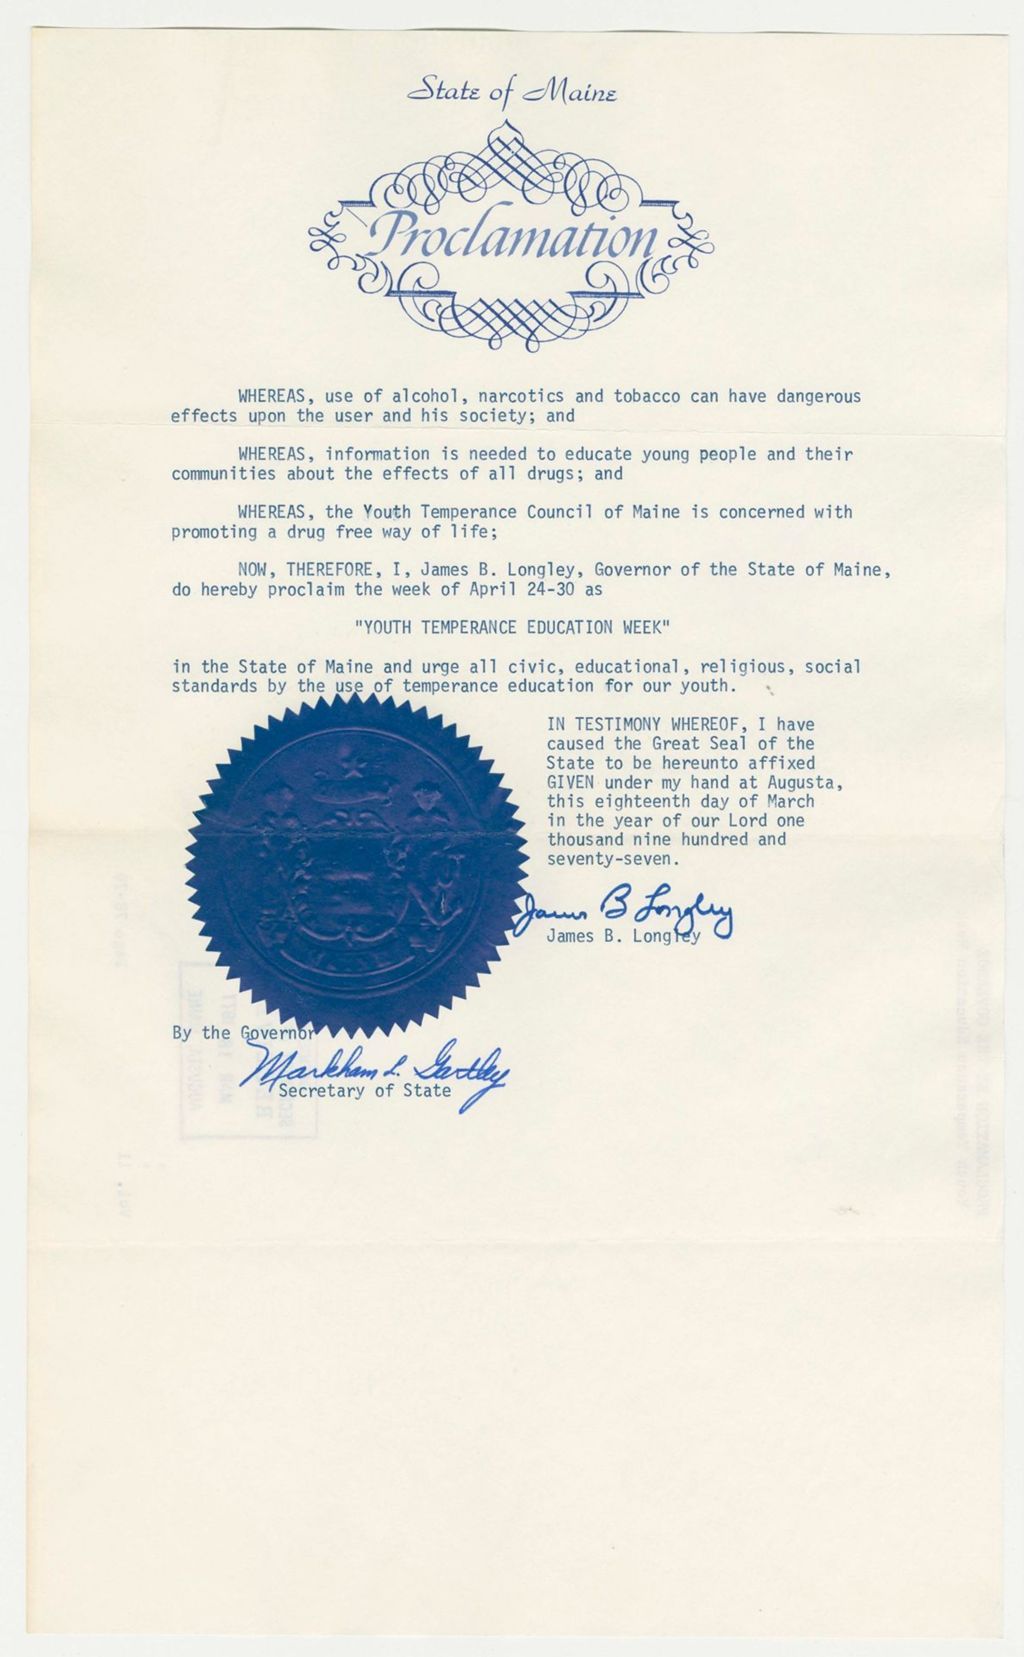 State of Maine
Proclamation
WHEREAS, use of alcohol, narcotics and tobacco can have dangerous
effects upon the user and his society; and
WHEREAS, information is needed to educate young people and their
communities about the effects of all drugs; and
WHEREAS, the Youth Temperance Council of Maine is concerned with
promoting a drug free way of life;
NOW, THEREFORE, I, James B. Longley, Governor of the State of Maine,
do hereby proclaim the week of April 24-30 as
"YOUTH TEMPERANCE EDUCATION WEEK"
in the State of Maine and urge all civic, educational, religious, social
standards by the use of temperance education for our youth.
IN TESTIMONY WHEREOF, I have
caused the Great Seal of the
State to be hereunto affixed
GIVEN under my hand at Augusta,
this eighteenth day of March
in the year of our Lord one
thousand nine hundred and
seventy-seven.
James B Longley
James B. Longley
By the Governor
Markham L. Gartley
Secretary of State